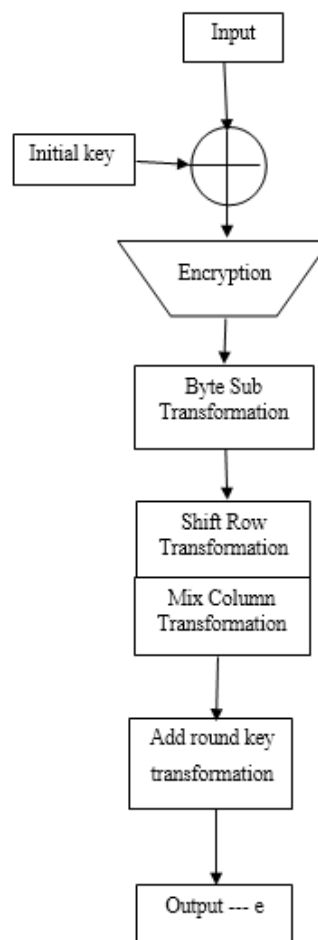 Input
Initial key
Encryption
Byte Sub
Transformation
Shift Row
Transformation
Mix Column
Transformation
Add round key
transformation
Output --- e